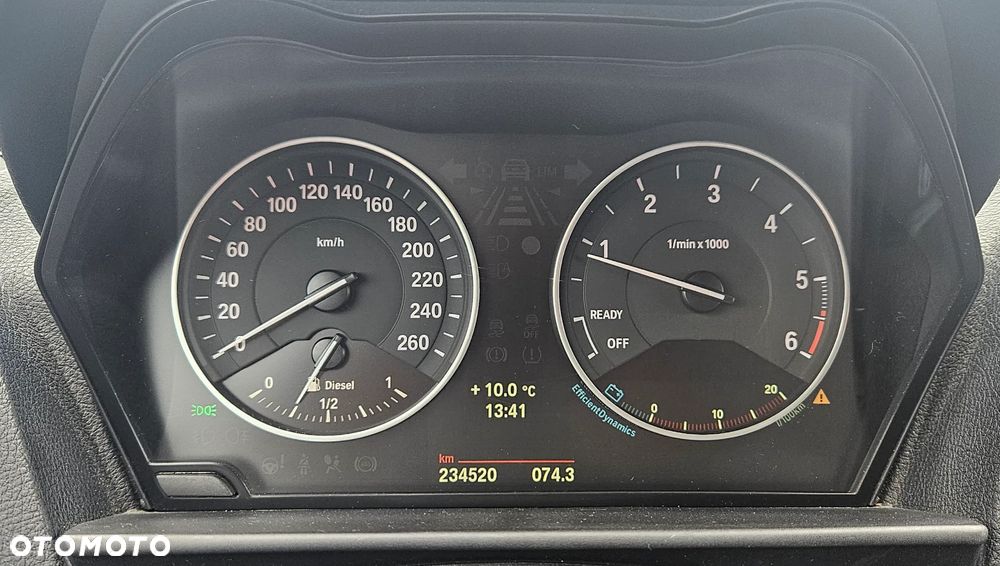 0 20 40 60 80 100 120 140 160 180 200 220 240 260
km/h
0 1/2 1
Diesel
LIM
OFF
+ 10.0 °C
13:41
km
234520 074.3
1 2 3 4 5 6
1/min x 1000
READY
OFF
0 10 20
l/100km
EfficientDynamics
OTOMOTO